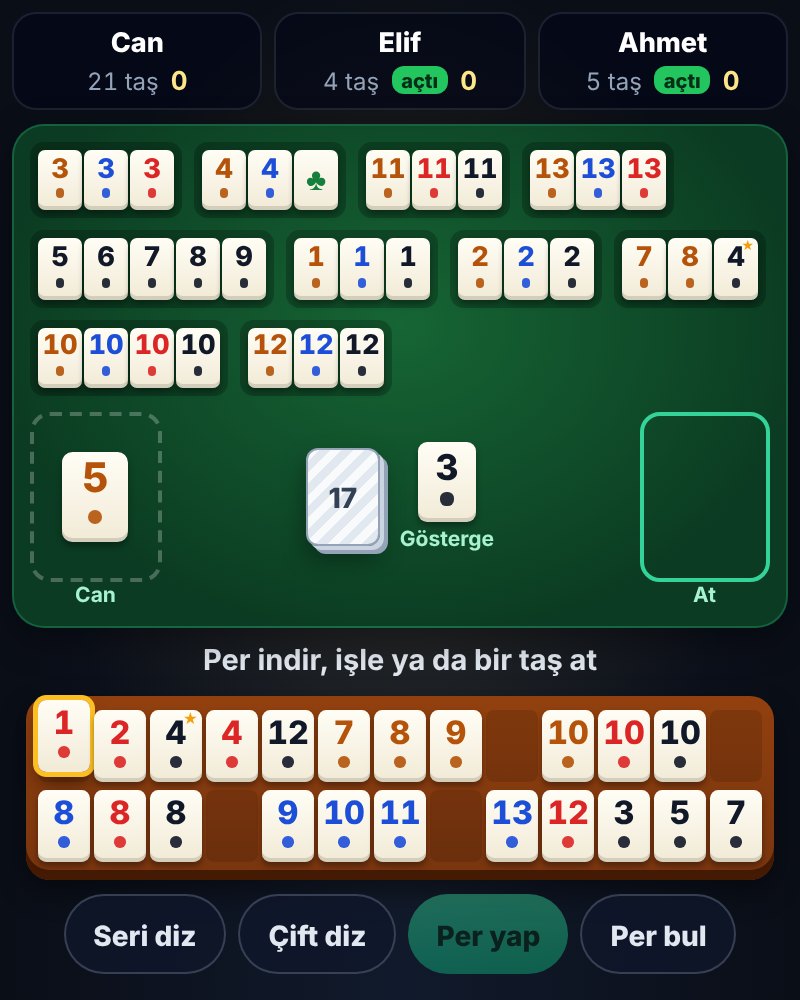 Can Elif Ahmet
21 taş 0 4 taş açtı 0 5 taş açtı 0
3 3 3 4 4 ♣ 11 11 11 11 13 13 13
5 6 7 8 9 1 1 1 2 2 2 7 8 4★
10 10 10 10 12 12 12
5 17 3
Gösterge
Can At
Per indir, işle ya da bir taş at
1 2 4★ 4 12 7 8 9 10 10 10
8 8 8 9 10 11 13 12 3 5 7
Seri diz Çift diz Per yap Per bul